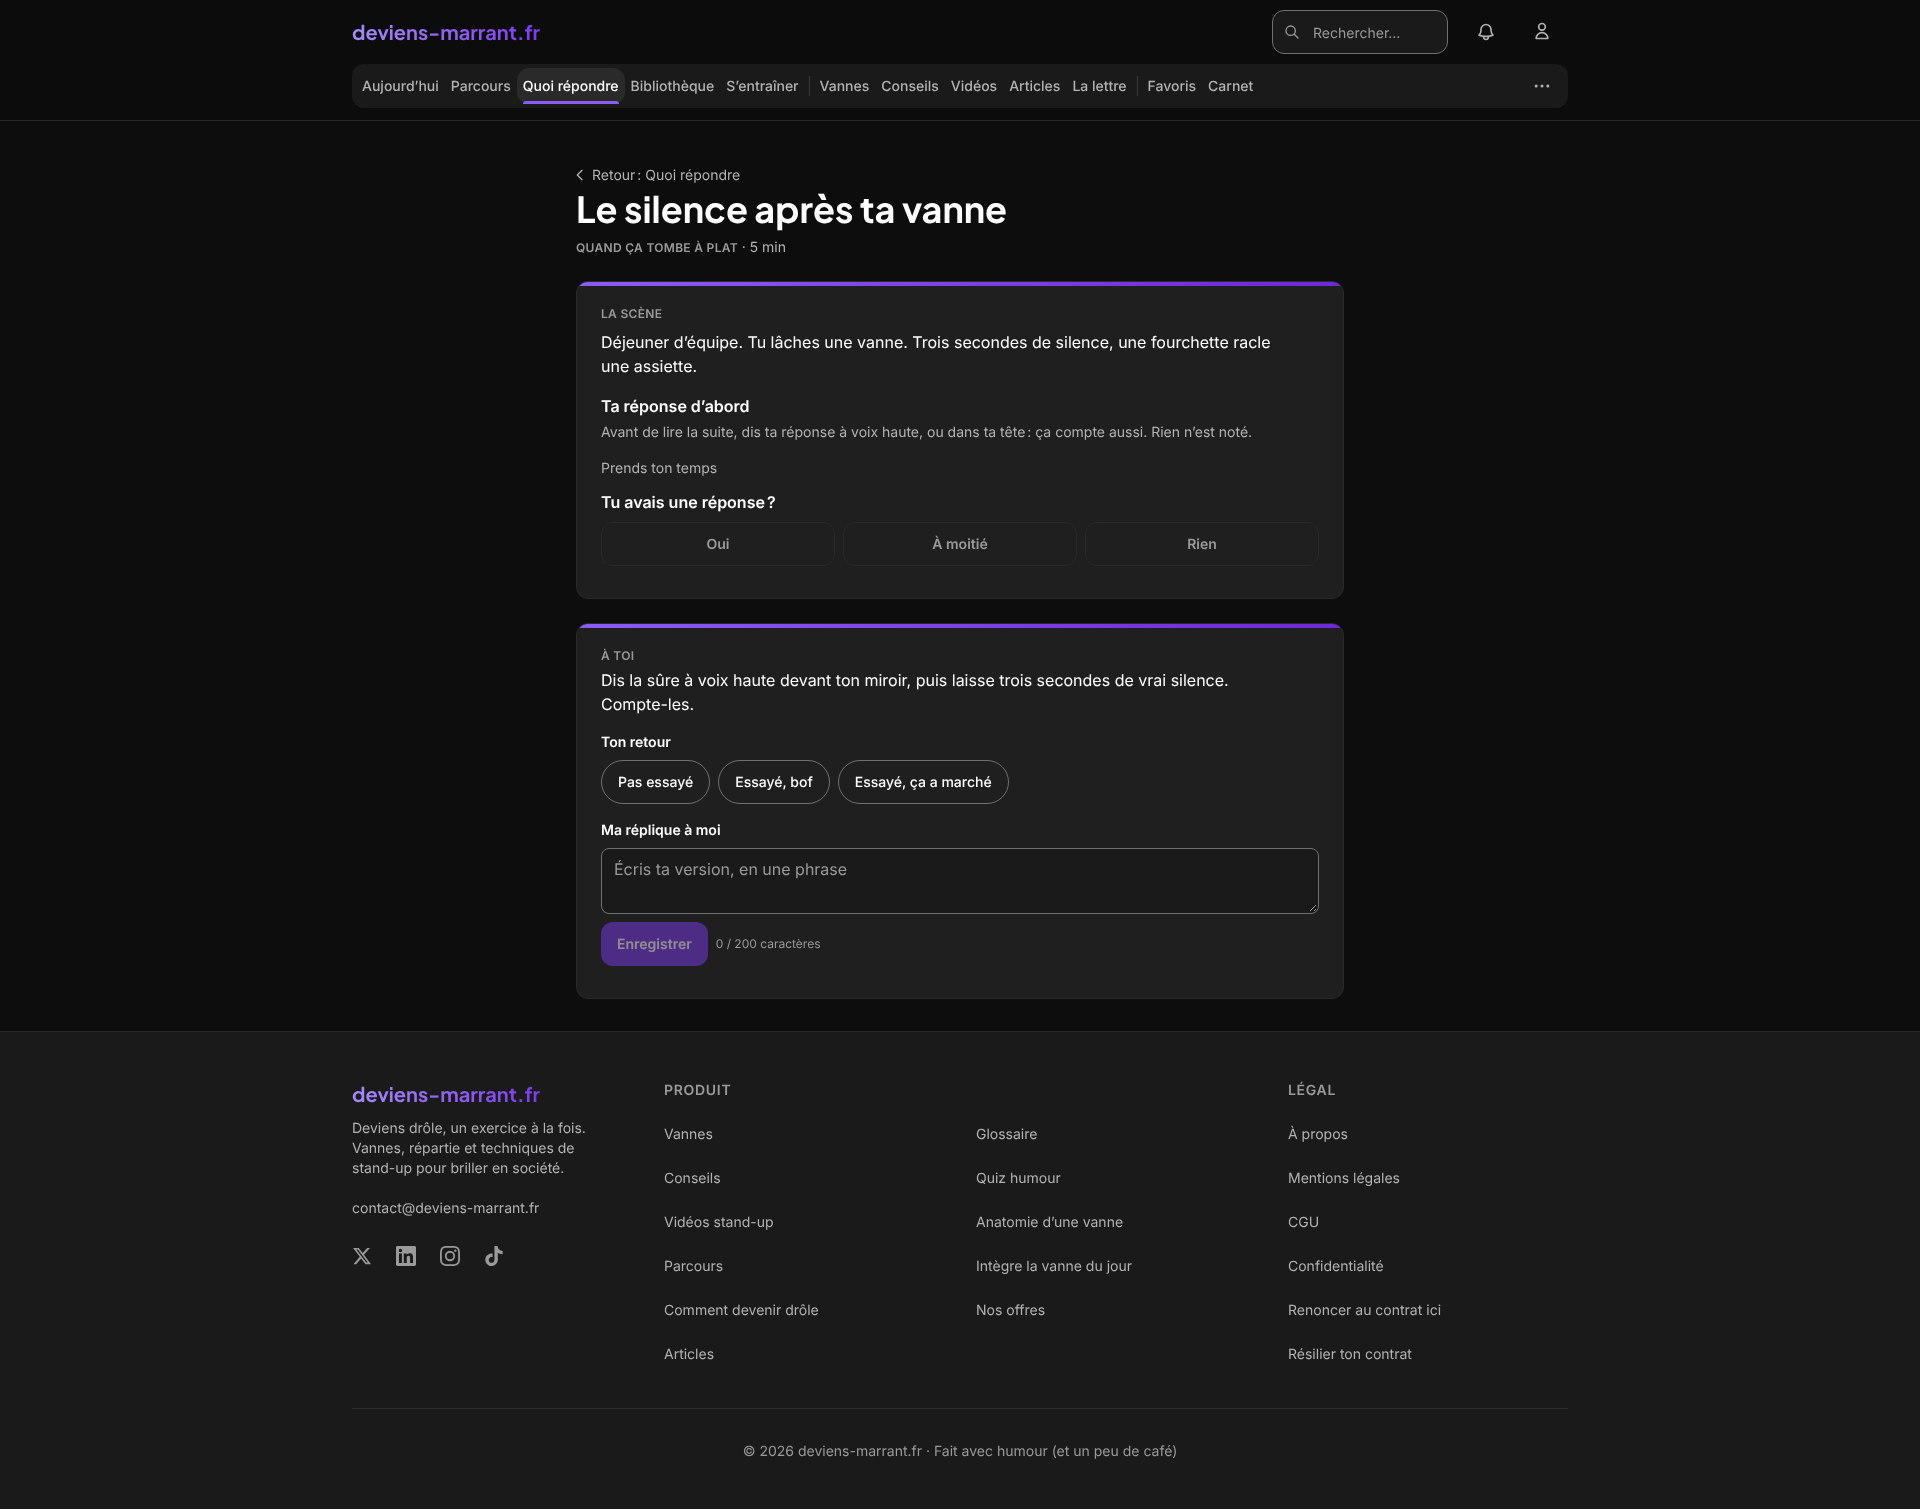 deviens-marrant.fr
Rechercher...
Aujourd’hui Parcours Quoi répondre Bibliothèque S’entraîner Vannes Conseils Vidéos Articles La lettre Favoris Carnet
Retour : Quoi répondre
Le silence après ta vanne
QUAND ÇA TOMBE À PLAT · 5 min
LA SCÈNE
Déjeuner d’équipe. Tu lâches une vanne. Trois secondes de silence, une fourchette racle
une assiette.
Ta réponse d’abord
Avant de lire la suite, dis ta réponse à voix haute, ou dans ta tête : ça compte aussi. Rien n’est noté.
Prends ton temps
Tu avais une réponse ?
Oui
À moitié
Rien
À TOI
Dis la sûre à voix haute devant ton miroir, puis laisse trois secondes de vrai silence.
Compte-les.
Ton retour
Pas essayé
Essayé, bof
Essayé, ça a marché
Ma réplique à moi
Écris ta version, en une phrase
Enregistrer
0 / 200 caractères
deviens-marrant.fr
Deviens drôle, un exercice à la fois.
Vannes, répartie et techniques de
stand-up pour briller en société.
contact@deviens-marrant.fr
PRODUIT
Vannes
Conseils
Vidéos stand-up
Parcours
Comment devenir drôle
Articles
Glossaire
Quiz humour
Anatomie d’une vanne
Intègre la vanne du jour
Nos offres
LÉGAL
À propos
Mentions légales
CGU
Confidentialité
Renoncer au contrat ici
Résilier ton contrat
© 2026 deviens-marrant.fr · Fait avec humour (et un peu de café)